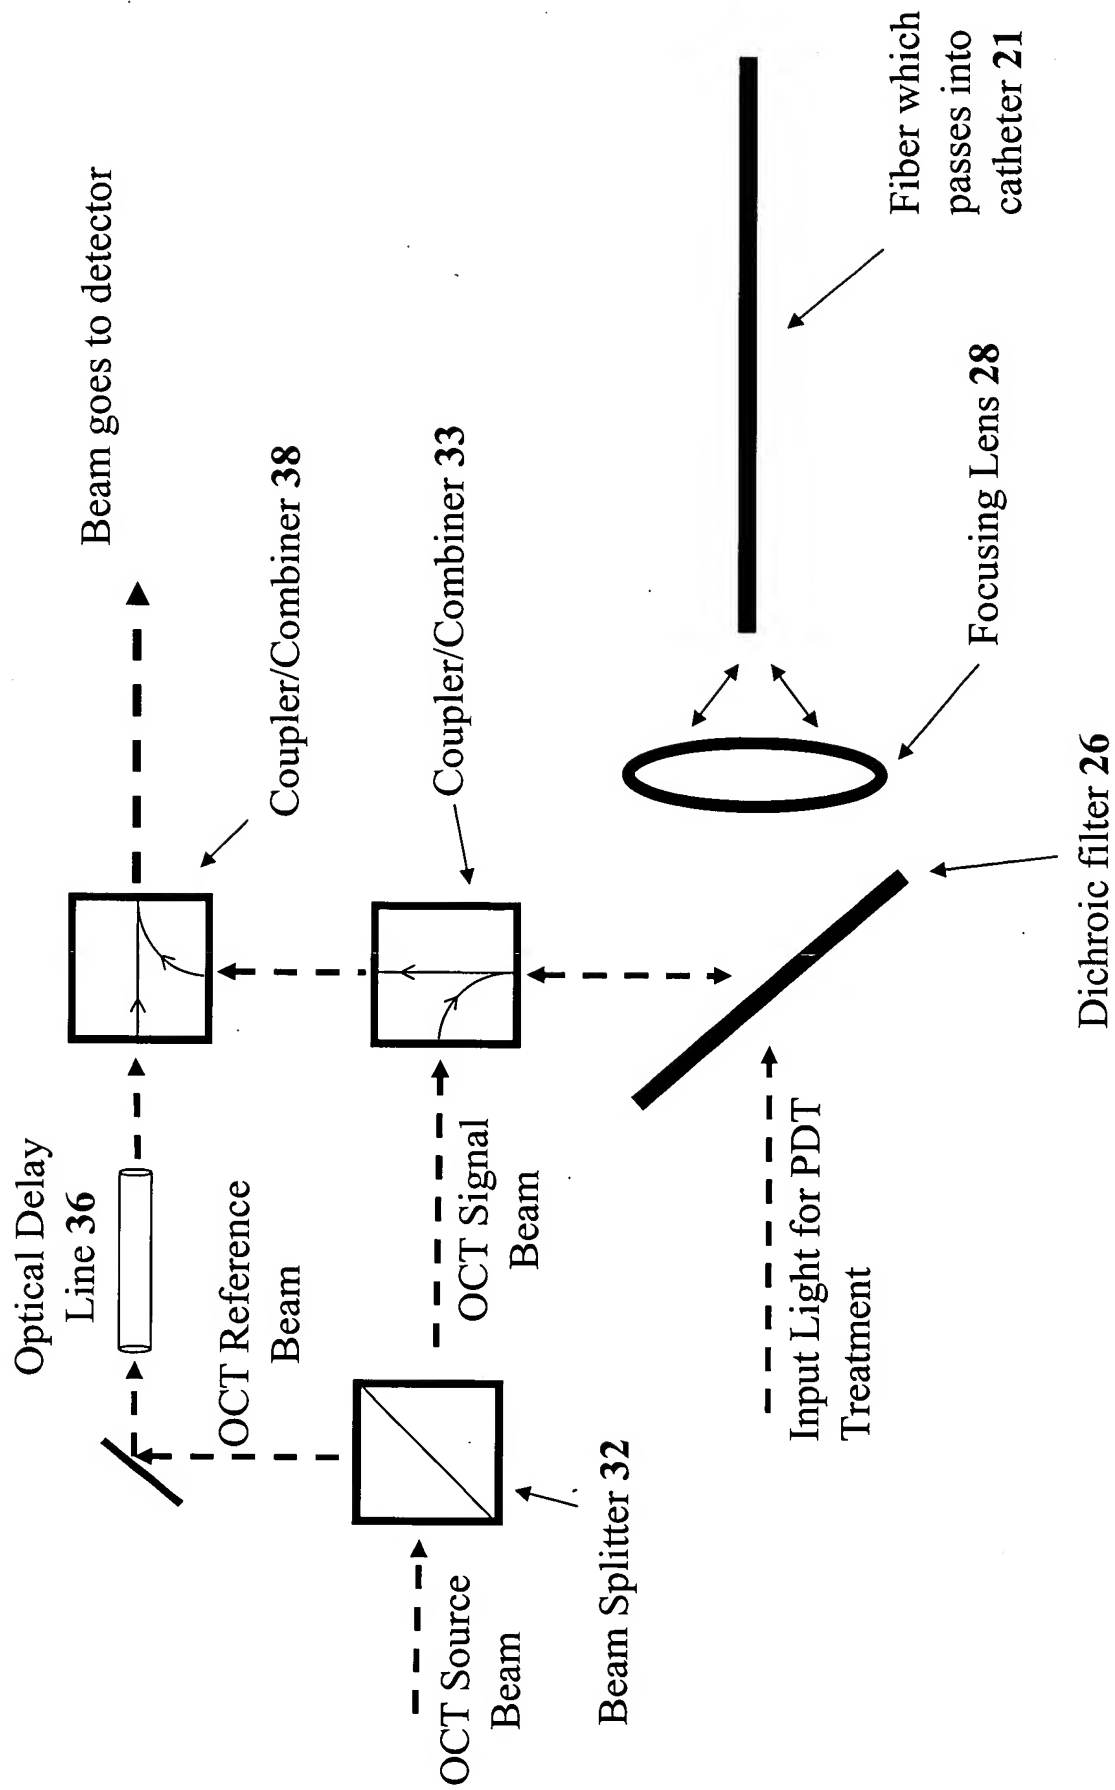 Beam goes to detector
Optical Delay
Line 36
Coupler/Combiner 38
OCT Reference
Beam
Coupler/Combiner 33
OCT Source
Beam
OCT Signal
Beam
Beam Splitter 32
Input Light for PDT
Treatment
Fiber which
passes into
catheter 21
Focusing Lens 28
Dichroic filter 26